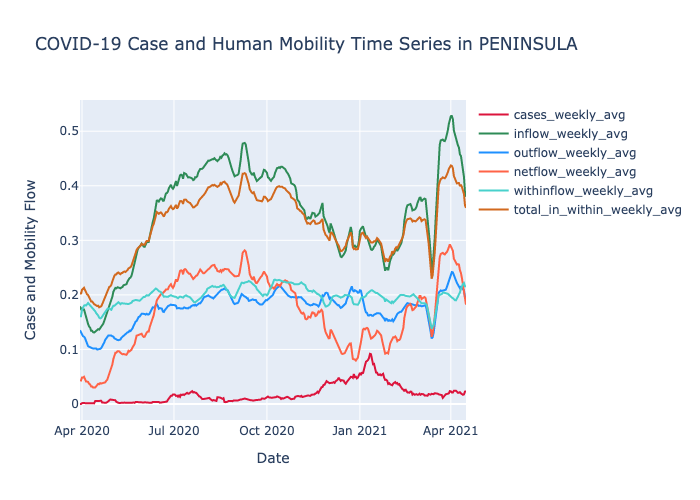 COVID-19 Case and Human Mobility Time Series in PENINSULA
cases_weekly_avg
inflow_weekly_avg
outflow_weekly_avg
netflow_weekly_avg
withinflow_weekly_avg
total_in_within_weekly_avg
Case and Mobility Flow
0.5
0.4
0.3
0.2
0.1
0
Apr 2020 Jul 2020 Oct 2020 Jan 2021 Apr 2021
Date